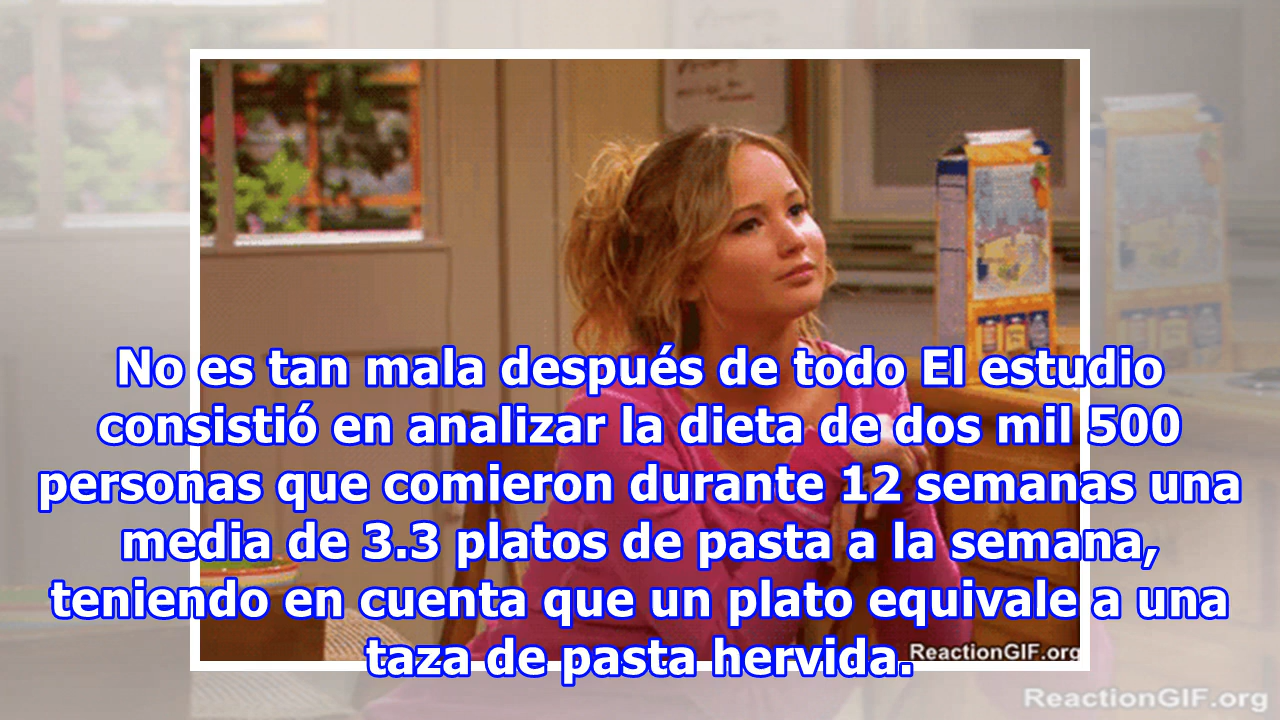 No es tan mala después de todo El estudio
consistió en analizar la dieta de dos mil 500
personas que comieron durante 12 semanas una
media de 3.3 platos de pasta a la semana,
teniendo en cuenta que un plato equivale a una
taza de pasta hervida.
ReactionGIF.org
ReactionGIF.org